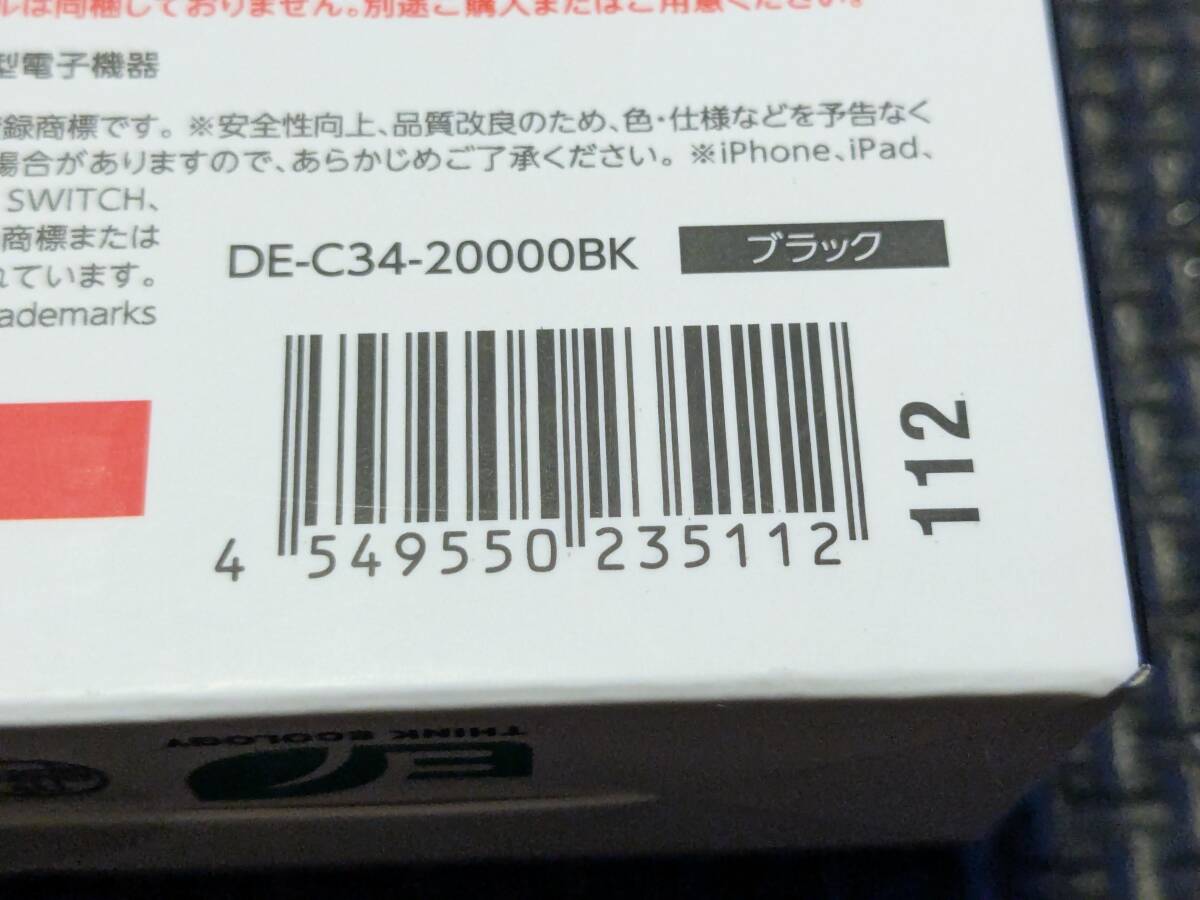 ルは同梱しておりません。別途ご購入またはご用意ください。
型電子機器
登録商標です。※安全性向上、品質改良のため、色・仕様などを予告なく
場合がありますので、あらかじめご了承ください。※iPhone、iPad、
SWITCH、
商標または
れています。
ademarks
DE-C34-20000BK
ブラック
4 549550 235112
112
THINK ECOLOGY